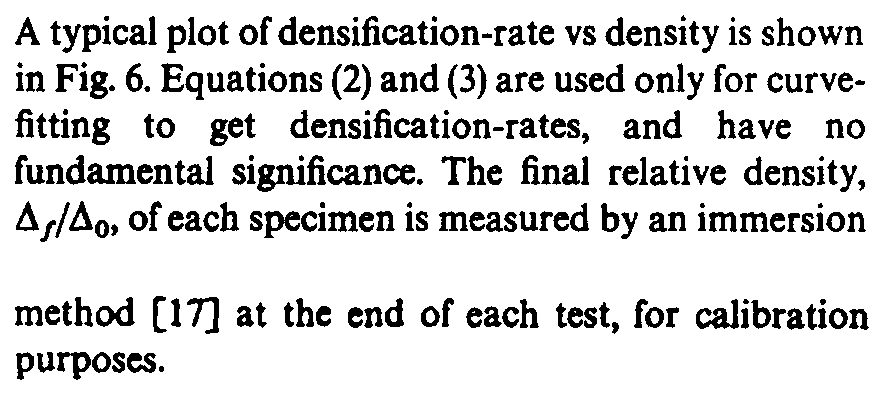 A typical plot of densification-rate vs density is shown
in Fig. 6. Equations (2) and (3) are used only for curve-
fitting to get densification-rates, and have no
fundamental significance. The final relative density,
Δ_f/Δ_0, of each specimen is measured by an immersion
method [17] at the end of each test, for calibration
purposes.